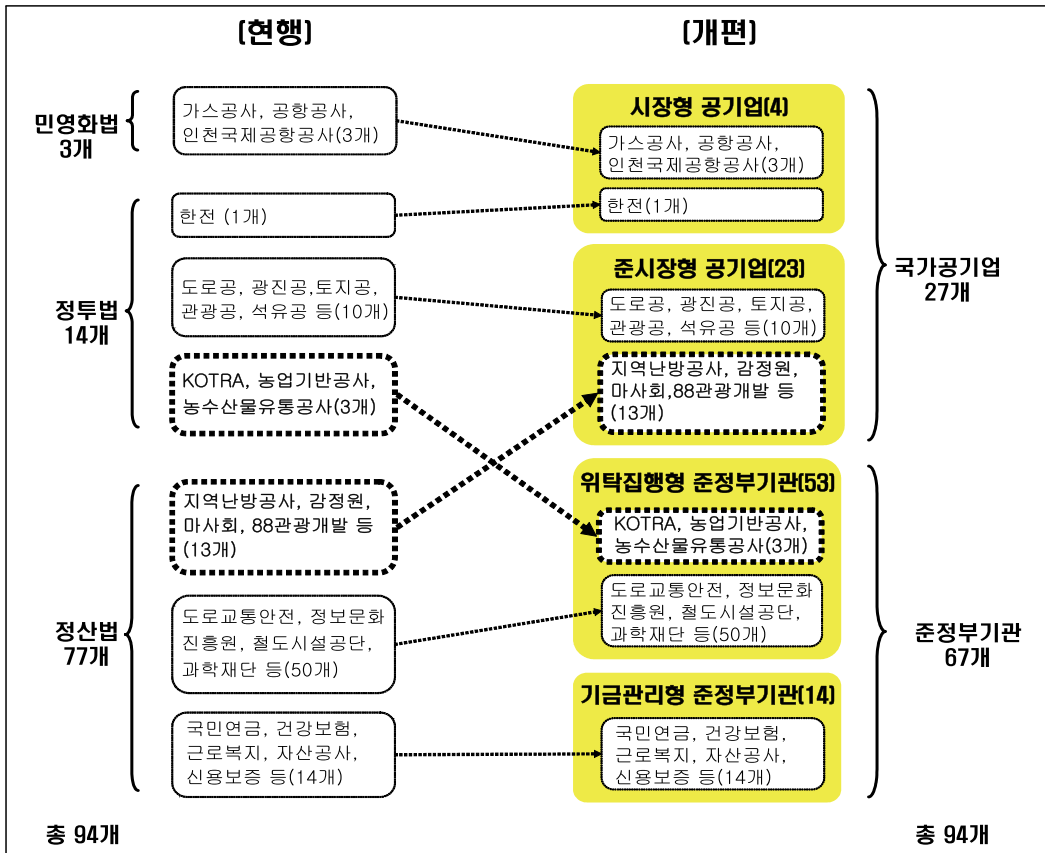 (현행)
민영화법
3개
가스공사, 공항공사,
인천국제공항공사(3개)
정투법
14개
한전 (1개)
도로공, 광진공,토지공,
관광공, 석유공 등(10개)
KOTRA, 농업기반공사,
농수산물유통공사(3개)
정산법
77개
지역난방공사, 감정원,
마사회, 88관광개발 등
(13개)
도로교통안전, 정보문화
진흥원, 철도시설공단,
과학재단 등(50개)
국민연금, 건강보험,
근로복지, 자산공사,
신용보증 등(14개)
총 94개
(개편)
시장형 공기업(4)
가스공사, 공항공사,
인천국제공항공사(3개)
한전(1개)
준시장형 공기업(23)
도로공, 광진공, 토지공,
관광공, 석유공 등(10개)
지역난방공사, 감정원,
마사회,88관광개발 등
(13개)
국가공기업
27개
위탁집행형 준정부기관(53)
KOTRA, 농업기반공사,
농수산물유통공사(3개)
도로교통안전, 정보문화
진흥원, 철도시설공단,
과학재단 등(50개)
기금관리형 준정부기관(14)
국민연금, 건강보험,
근로복지, 자산공사,
신용보증 등(14개)
준정부기관
67개
총 94개